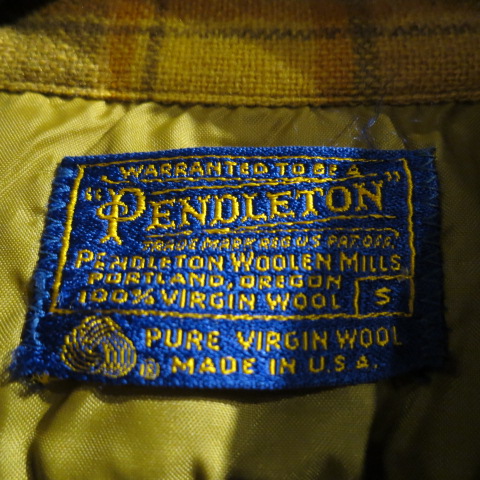 WARRANTED TO BE A
"PENDLETON"
TRADE MARK REG US PAT OFF.
PENDLETON WOOLEN MILLS
PORTLAND, OREGON
100% VIRGIN WOOL S
PURE VIRGIN WOOL
® MADE IN U.S.A.